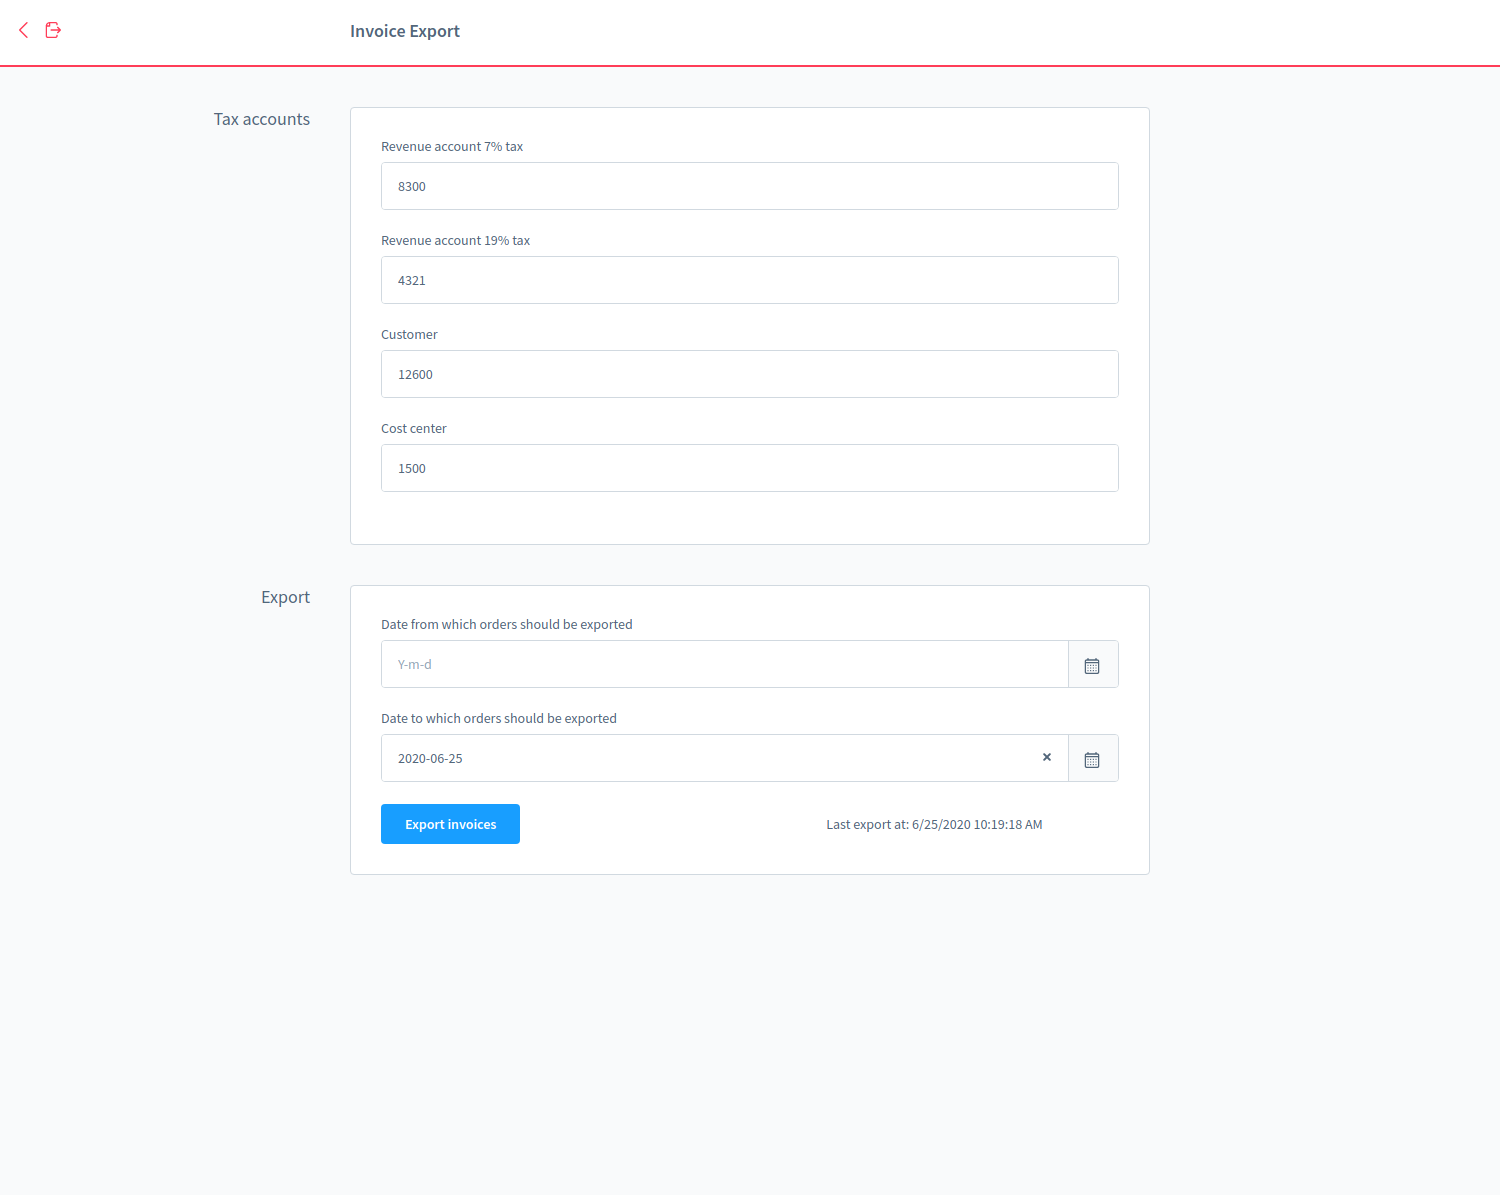 Invoice Export
Tax accounts
Revenue account 7% tax
8300
Revenue account 19% tax
4321
Customer
12600
Cost center
1500
Export
Date from which orders should be exported
Y-m-d
Date to which orders should be exported
2020-06-25
Export invoices
Last export at: 6/25/2020 10:19:18 AM